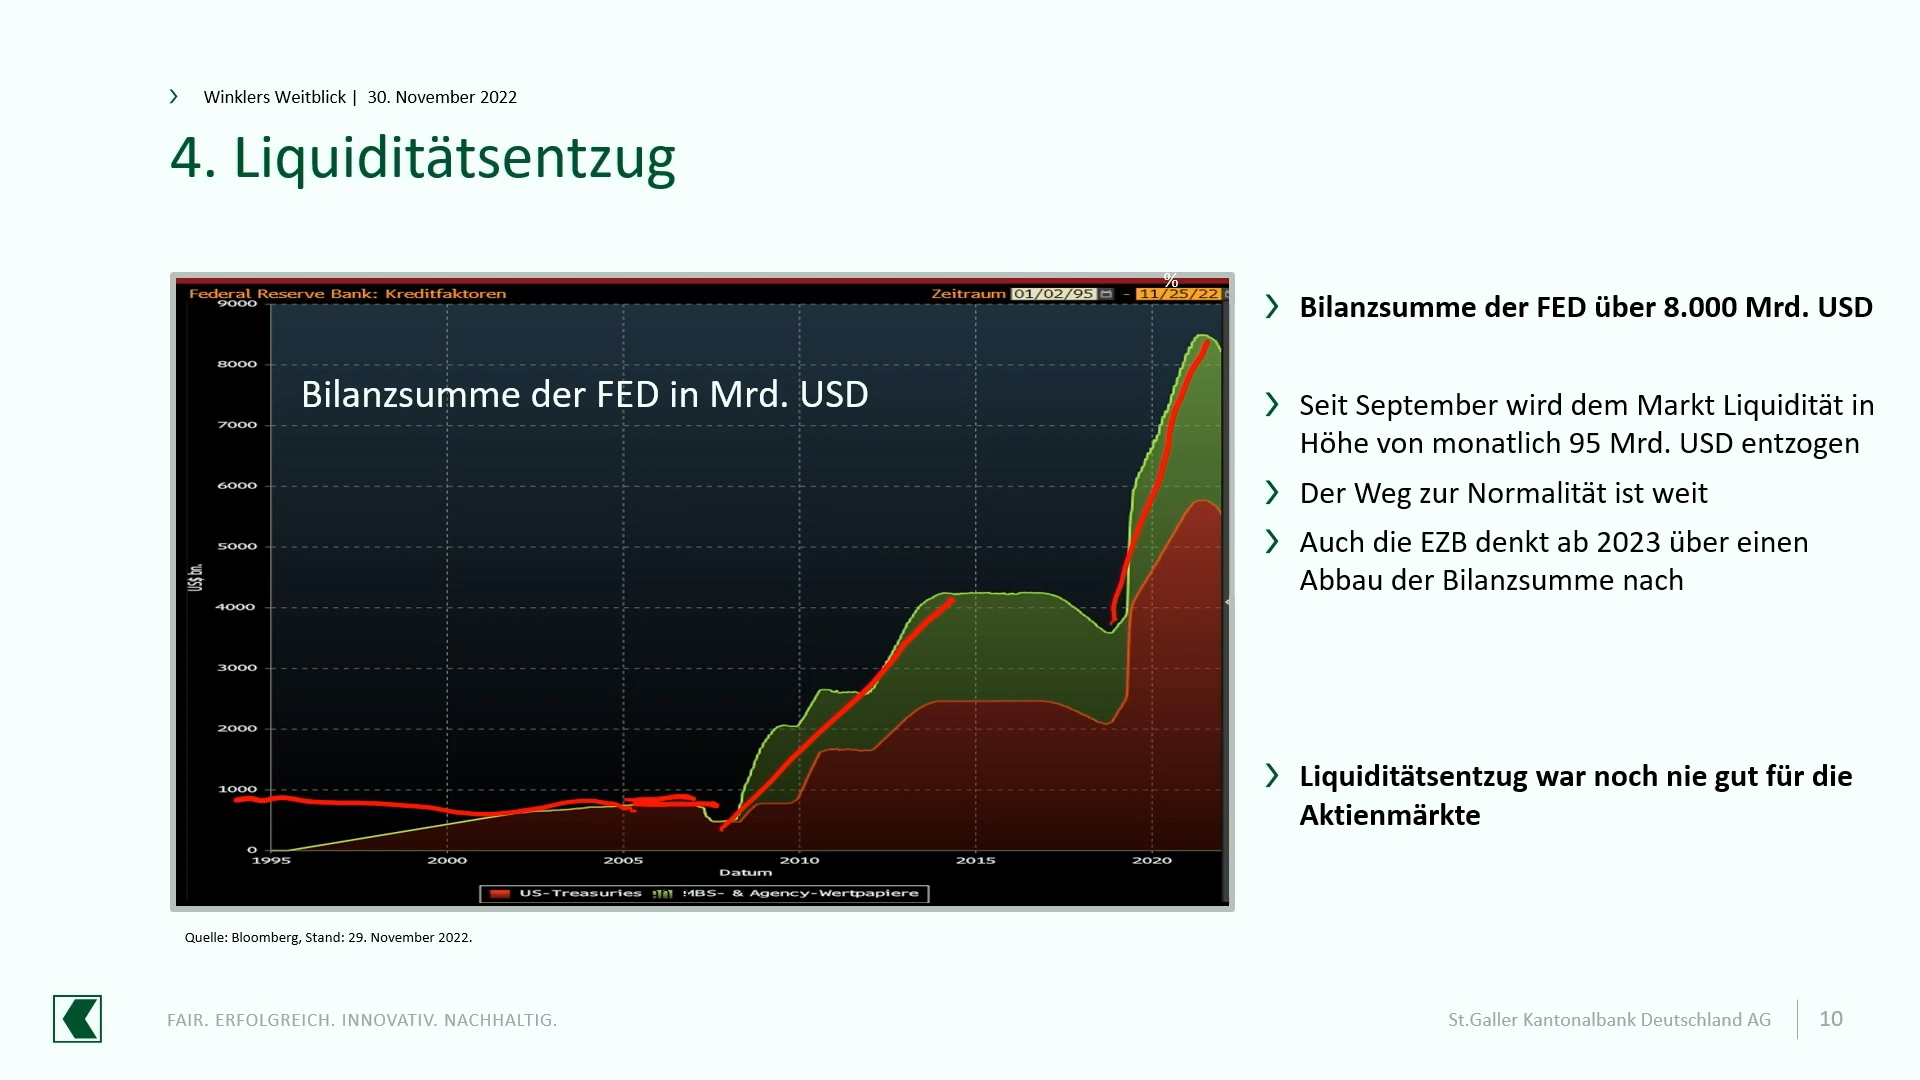 Winklers Weitblick | 30. November 2022
4. Liquiditätsentzug
%
Federal Reserve Bank: Kreditfaktoren
Zeitraum 01/02/95 - 11/25/22
9000
8000
7000
6000
5000
4000
3000
2000
1000
0
US$ bn.
Bilanzsumme der FED in Mrd. USD
1995 2000 2005 2010 2015 2020
Datum
US-Treasuries MBS- & Agency-Wertpapiere
Quelle: Bloomberg, Stand: 29. November 2022.
Bilanzsumme der FED über 8.000 Mrd. USD
Seit September wird dem Markt Liquidität in
Höhe von monatlich 95 Mrd. USD entzogen
Der Weg zur Normalität ist weit
Auch die EZB denkt ab 2023 über einen
Abbau der Bilanzsumme nach
Liquiditätsentzug war noch nie gut für die
Aktienmärkte
FAIR. ERFOLGREICH. INNOVATIV. NACHHALTIG.
St.Galler Kantonalbank Deutschland AG
10